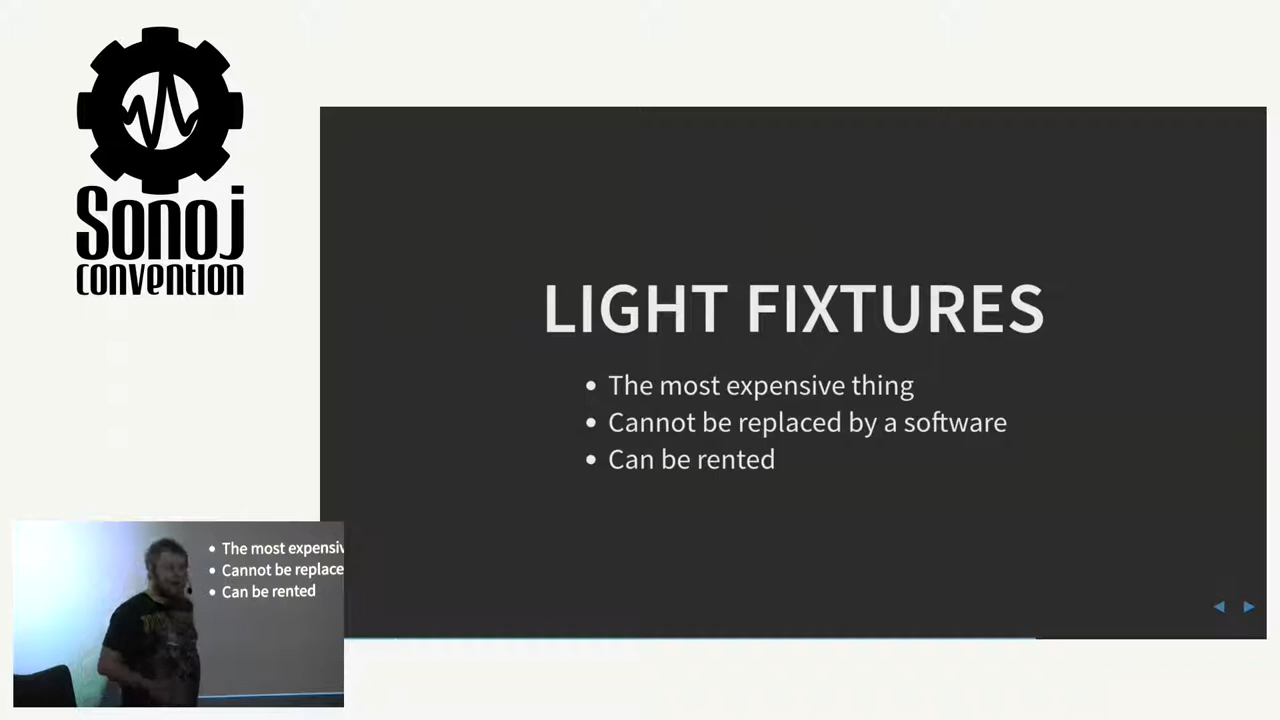 Sonoj
convention
LIGHT FIXTURES
The most expensive thing
Cannot be replaced by a software
Can be rented
The most expensiv
Cannot be replace
Can be rented